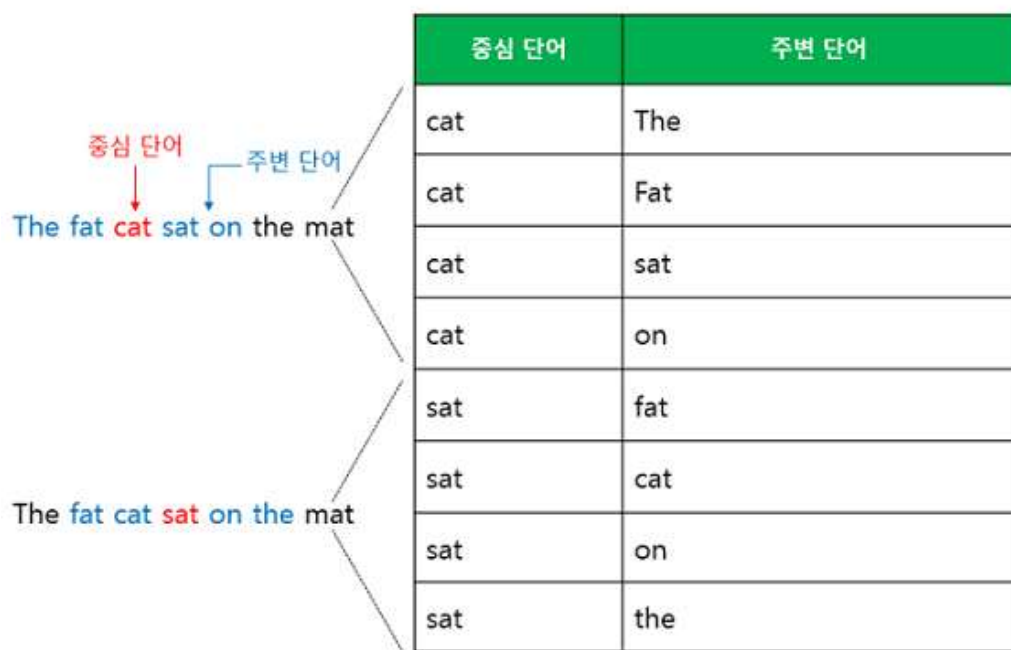 중심 단어 주변 단어
cat The
중심 단어
주변 단어
cat Fat
The fat cat sat on the mat
cat sat
cat on
sat fat
sat cat
The fat cat sat on the mat
sat on
sat the